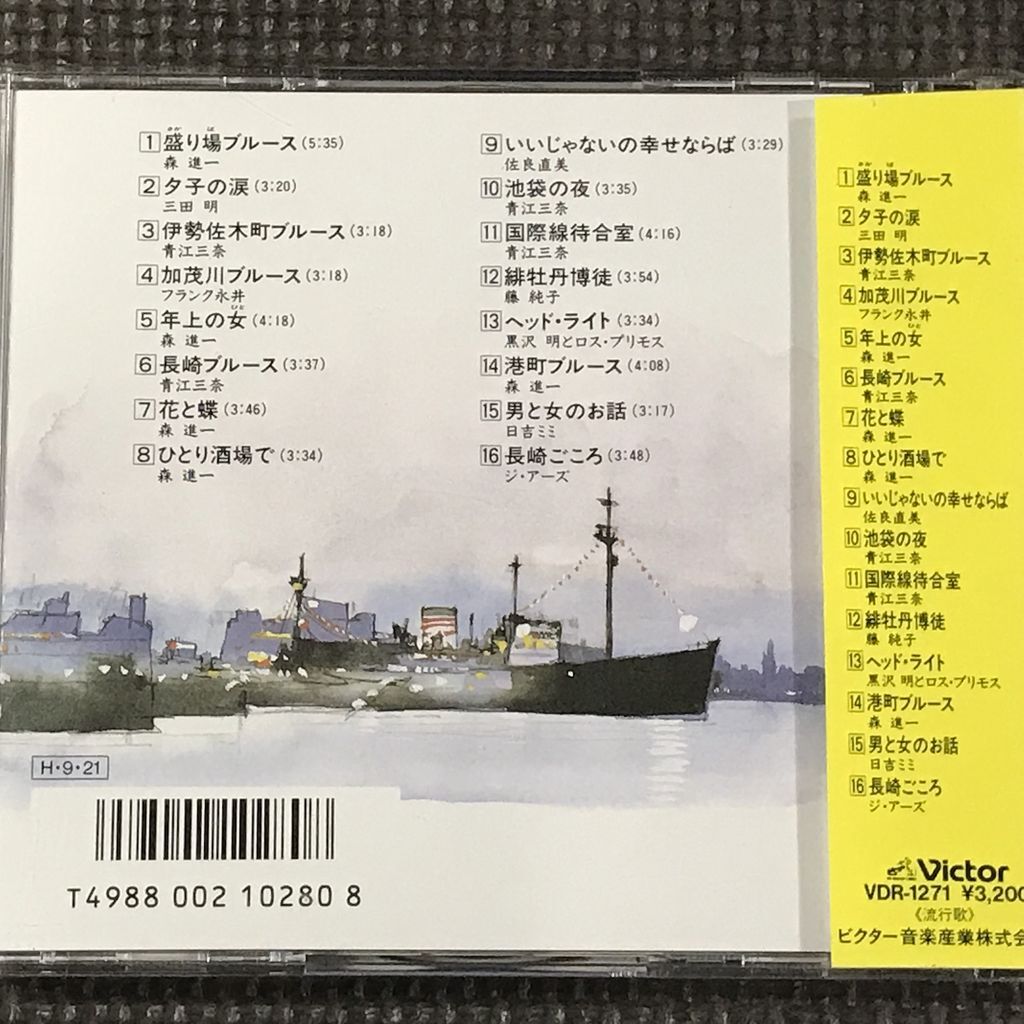 1 盛り場ブルース(5:35)
森 進一
2 夕子の涙(3:20)
三田 明
3 伊勢佐木町ブルース(3:18)
青江三奈
4 加茂川ブルース(3:18)
フランク永井
5 年上の女(4:18)
森 進一
6 長崎ブルース(3:37)
青江三奈
7 花と蝶(3:46)
森 進一
8 ひとり酒場で(3:34)
森 進一
9 いいじゃないの幸せならば(3:29)
佐良直美
10 池袋の夜(3:35)
青江三奈
11 国際線待合室(4:16)
青江三奈
12 緋牡丹博徒(3:54)
藤 純子
13 ヘッド・ライト(3:34)
黒沢 明とロス・プリモス
14 港町ブルース(4:08)
森 進一
15 男と女のお話(3:17)
日吉ミミ
16 長崎ごころ(3:48)
ジ・アーズ
H・9・21
T4988 002 10280 8
1 盛り場ブルース
森 進一
2 夕子の涙
三田 明
3 伊勢佐木町ブルース
青江三奈
4 加茂川ブルース
フランク永井
5 年上の女
森 進一
6 長崎ブルース
青江三奈
7 花と蝶
森 進一
8 ひとり酒場で
森 進一
9 いいじゃないの幸せならば
佐良直美
10 池袋の夜
青江三奈
11 国際線待合室
青江三奈
12 緋牡丹博徒
藤 純子
13 ヘッド・ライト
黒沢 明とロス・プリモス
14 港町ブルース
森 進一
15 男と女のお話
日吉ミミ
16 長崎ごころ
ジ・アーズ
Victor
VDR-1271 ¥3,200
《流行歌》
ビクター音楽産業株式会